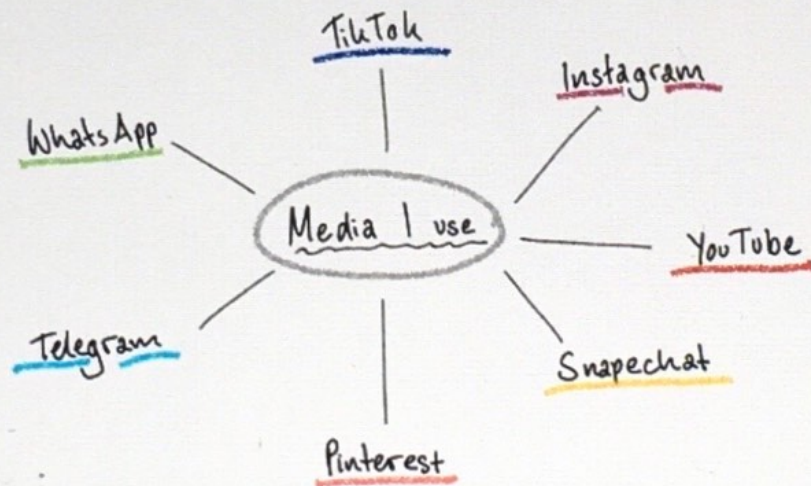 TikTok
Instagram
WhatsApp
Media I use
YouTube
Telegram
Snapechat
Pinterest